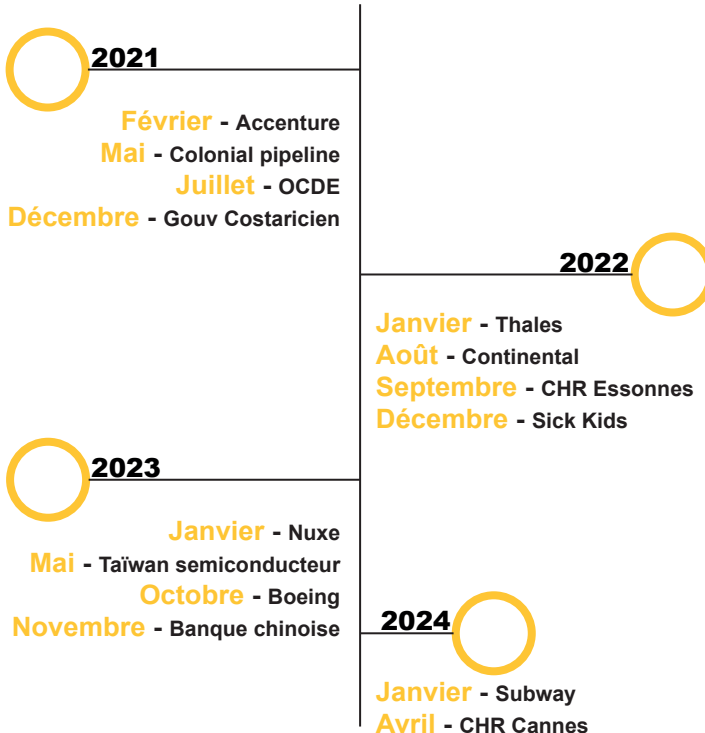 2021
Février - Accenture
Mai - Colonial pipeline
Juillet - OCDE
Décembre - Gouv Costaricien
2022
Janvier - Thales
Août - Continental
Septembre - CHR Essonnes
Décembre - Sick Kids
2023
Janvier - Nuxe
Mai - Taïwan semiconducteur
Octobre - Boeing
Novembre - Banque chinoise
2024
Janvier - Subway
Avril - CHR Cannes